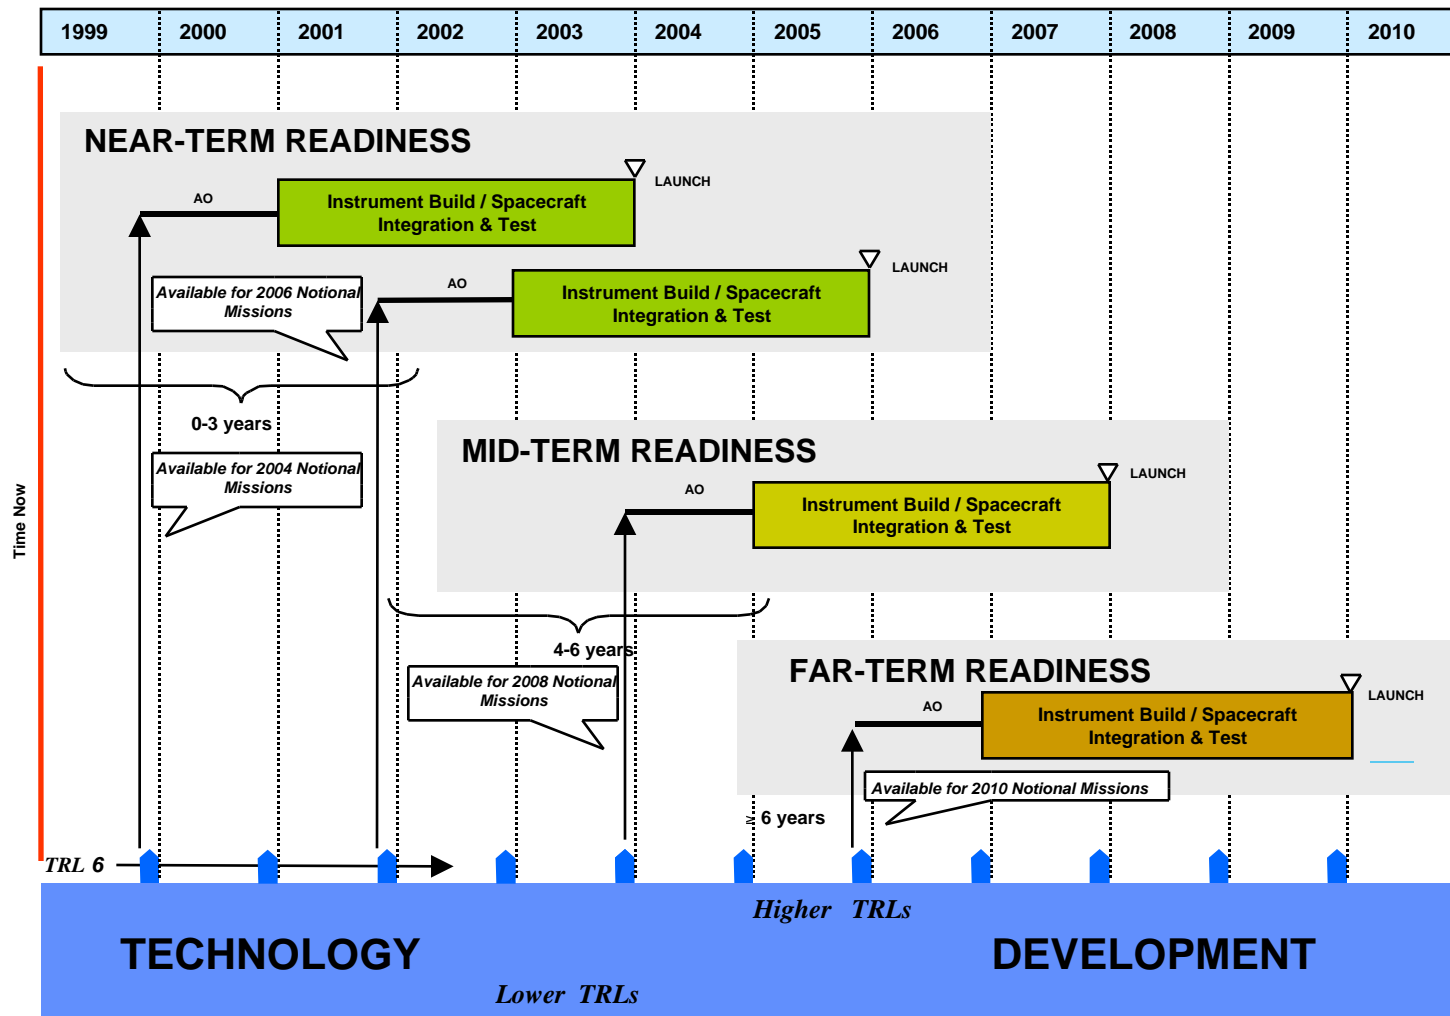 1999 2000 2001 2002 2003 2004 2005 2006 2007 2008 2009 2010
NEAR-TERM READINESS
LAUNCH
AO
Instrument Build / Spacecraft
Integration & Test
LAUNCH
AO
Available for 2006 Notional
Missions
Instrument Build / Spacecraft
Integration & Test
0-3 years
MID-TERM READINESS
Available for 2004 Notional
Missions
LAUNCH
AO
Instrument Build / Spacecraft
Integration & Test
Time Now
4-6 years
FAR-TERM READINESS
Available for 2008 Notional
Missions
LAUNCH
AO
Instrument Build / Spacecraft
Integration & Test
Available for 2010 Notional Missions
≥ 6 years
TRL 6
Higher TRLs
TECHNOLOGY DEVELOPMENT
Lower TRLs